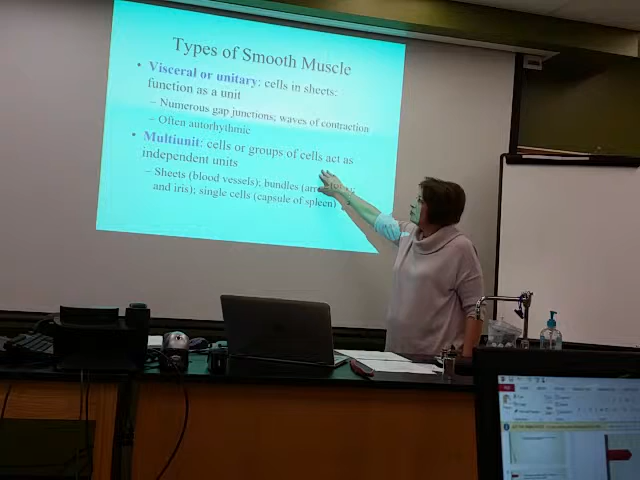 Types of Smooth Muscle
• Visceral or unitary: cells in sheets;
function as a unit
– Numerous gap junctions; waves of contraction
– Often autorhythmic
• Multiunit: cells or groups of cells act as
independent units
– Sheets (blood vessels); bundles
and iris); single cells (capsule of spleen)